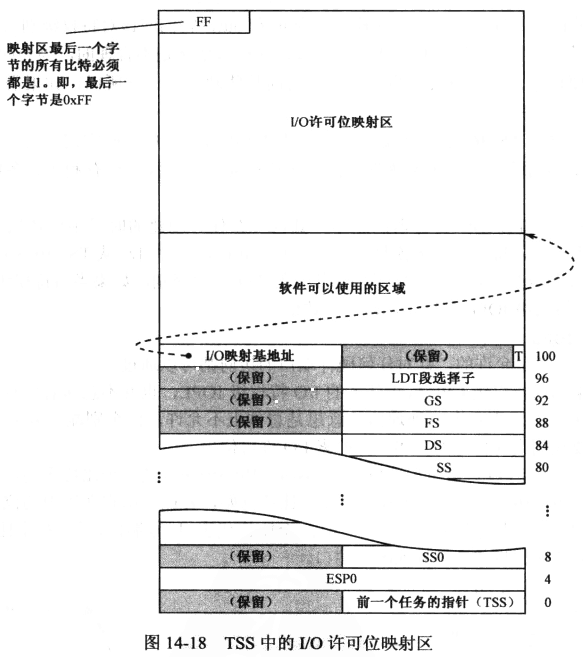 FF
映射区最后一个字
节的所有比特必须
都是1。即，最后一
个字节是0xFF
I/O许可位映射区
软件可以使用的区域
I/O映射基地址 （保留） T 100
（保留） LDT段选择子 96
（保留） GS 92
（保留） FS 88
DS 84
SS 80
（保留） SS0 8
ESP0 4
（保留） 前一个任务的指针（TSS） 0
图 14-18 TSS 中的 I/O 许可位映射区